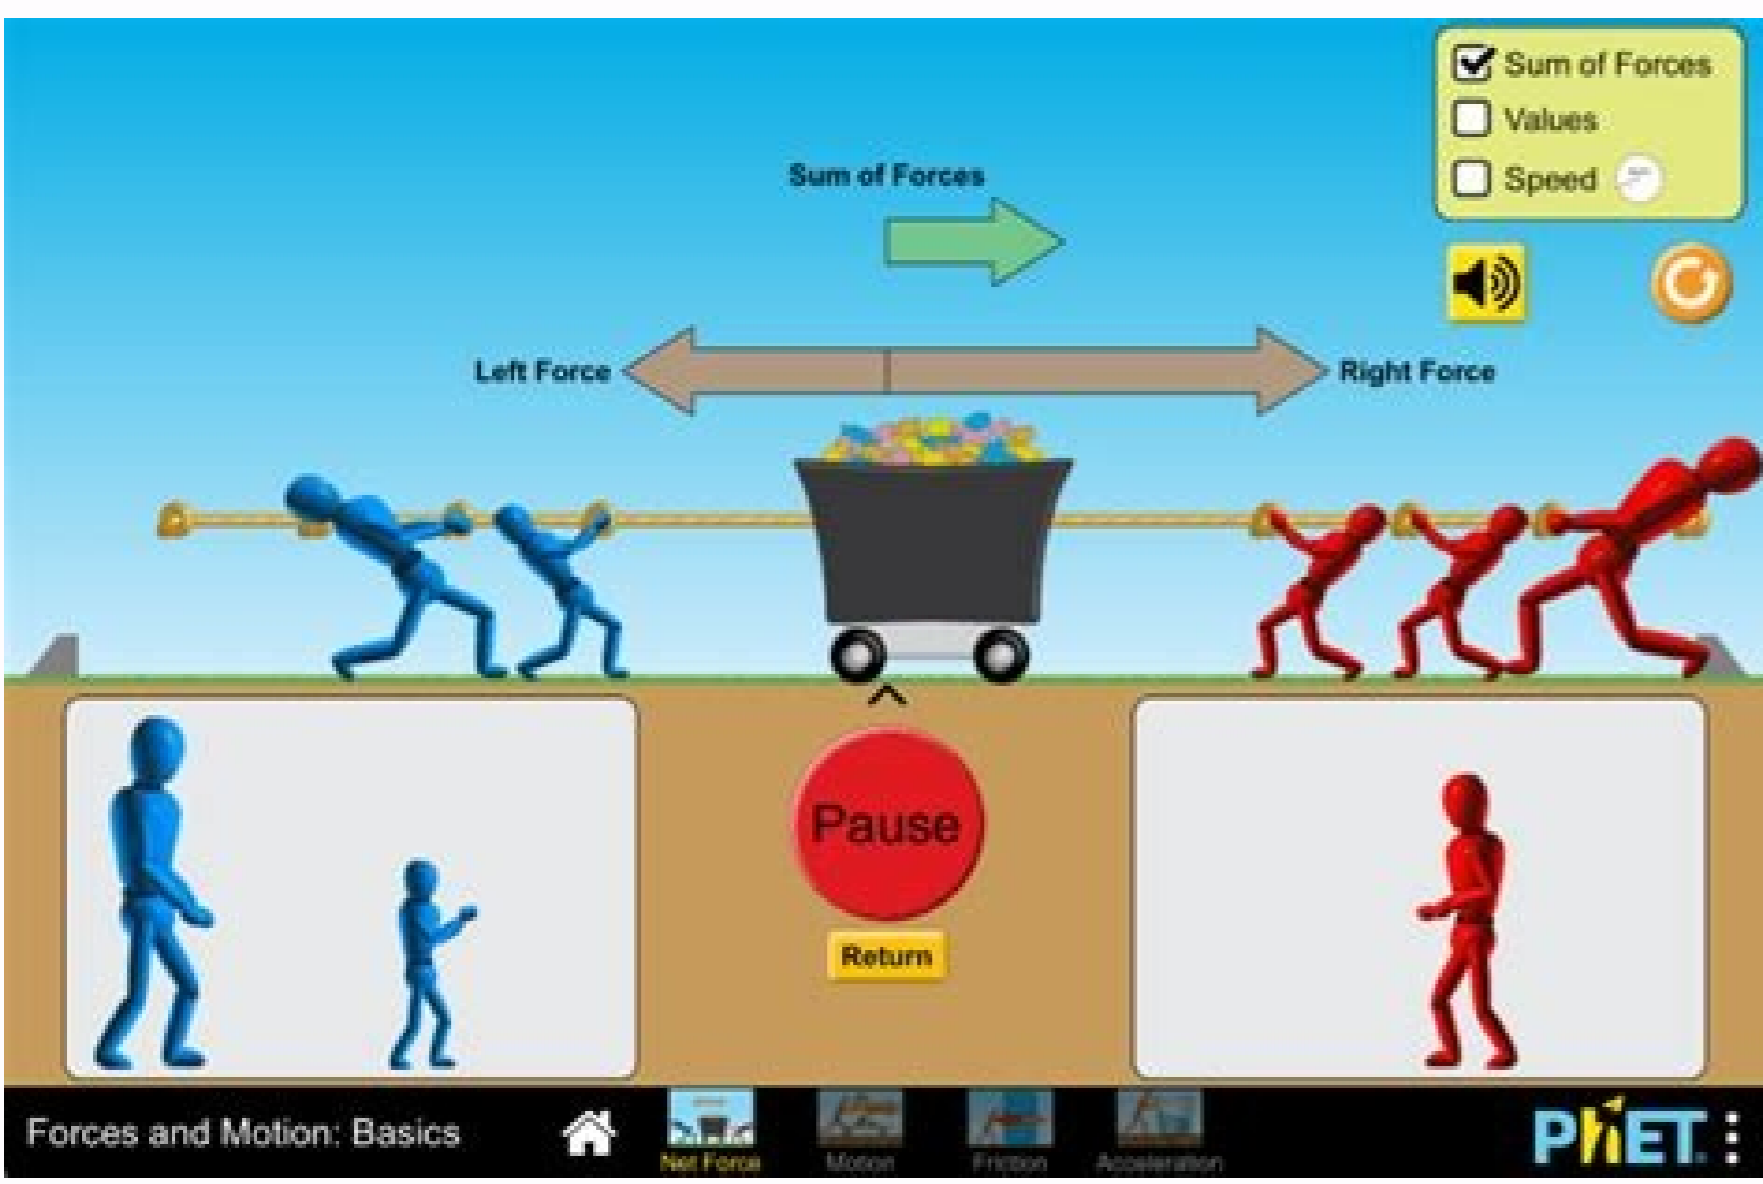 Sum of Forces
Values
Speed
Sum of Forces
Left Force
Right Force
Pause
Return
Forces and Motion: Basics
Net Force
Motion
Friction
Acceleration
PhET